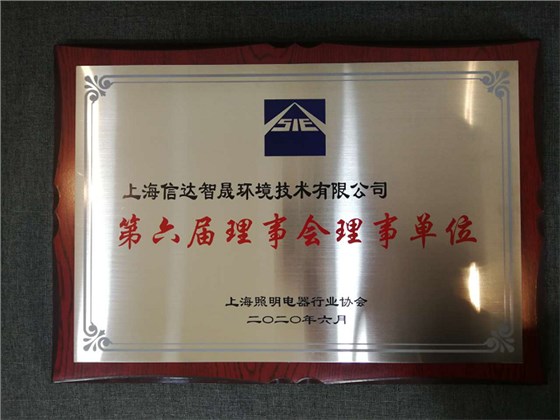 SIE
上海信达智晟环境技术有限公司
第六届理事会理事单位
上海照明电器行业协会
二〇二〇年六月